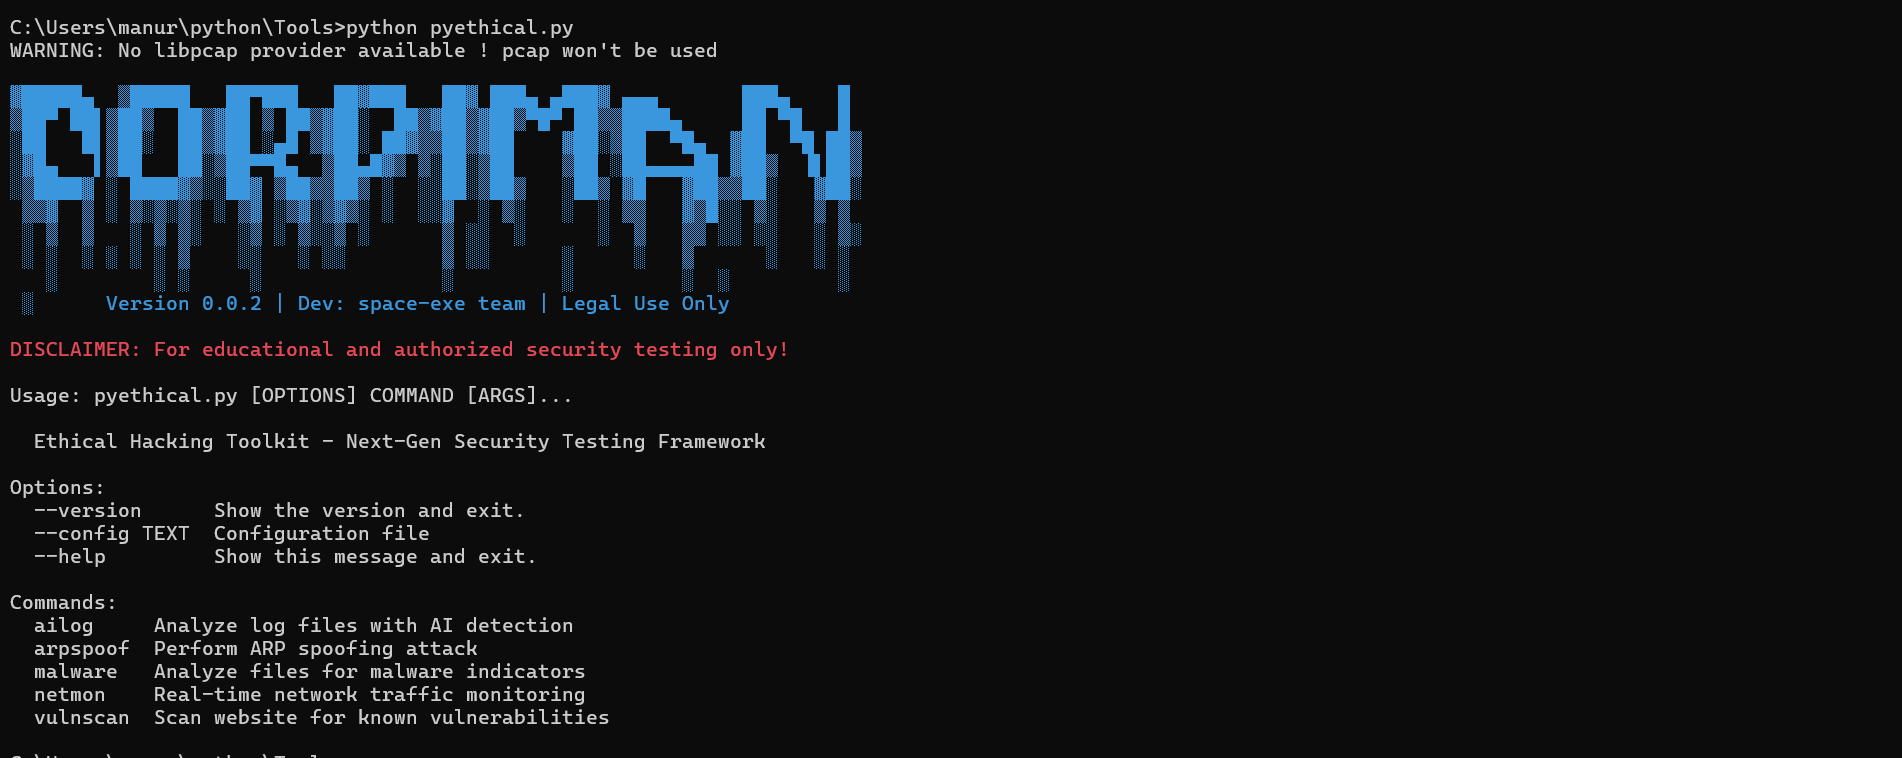 C:\Users\manur\python\Tools>python pyethical.py
WARNING: No libpcap provider available ! pcap won't be used
DORPIMAN
Version 0.0.2 | Dev: space-exe team | Legal Use Only
DISCLAIMER: For educational and authorized security testing only!
Usage: pyethical.py [OPTIONS] COMMAND [ARGS]...
Ethical Hacking Toolkit - Next-Gen Security Testing Framework
Options:
--version      Show the version and exit.
--config TEXT  Configuration file
--help         Show this message and exit.
Commands:
ailog     Analyze log files with AI detection
arpspoof  Perform ARP spoofing attack
malware   Analyze files for malware indicators
netmon    Real-time network traffic monitoring
vulnscan  Scan website for known vulnerabilities